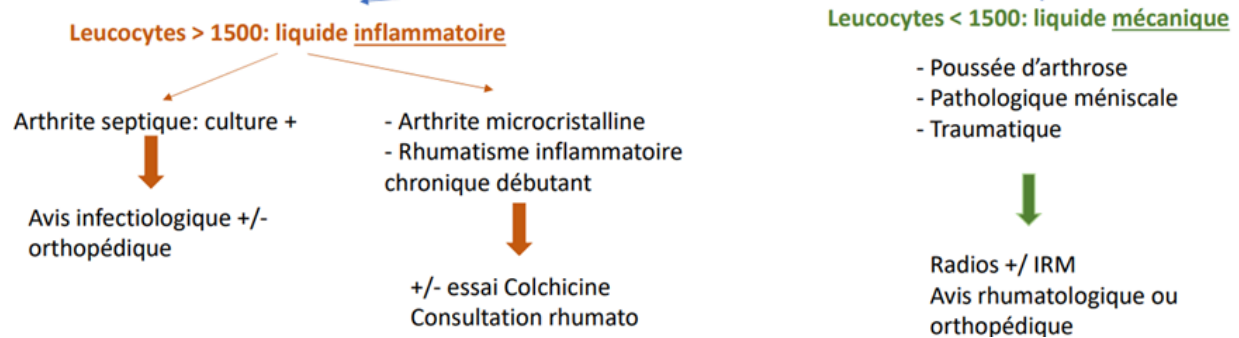 Leucocytes > 1500: liquide inflammatoire
Arthrite septique: culture +
Avis infectiologique +/-
orthopédique
- Arthrite microcristalline
- Rhumatisme inflammatoire
chronique débutant
+/- essai Colchicine
Consultation rhumato
Leucocytes < 1500: liquide mécanique
- Poussée d’arthrose
- Pathologique méniscale
- Traumatique
Radios +/ IRM
Avis rhumatologique ou
orthopédique